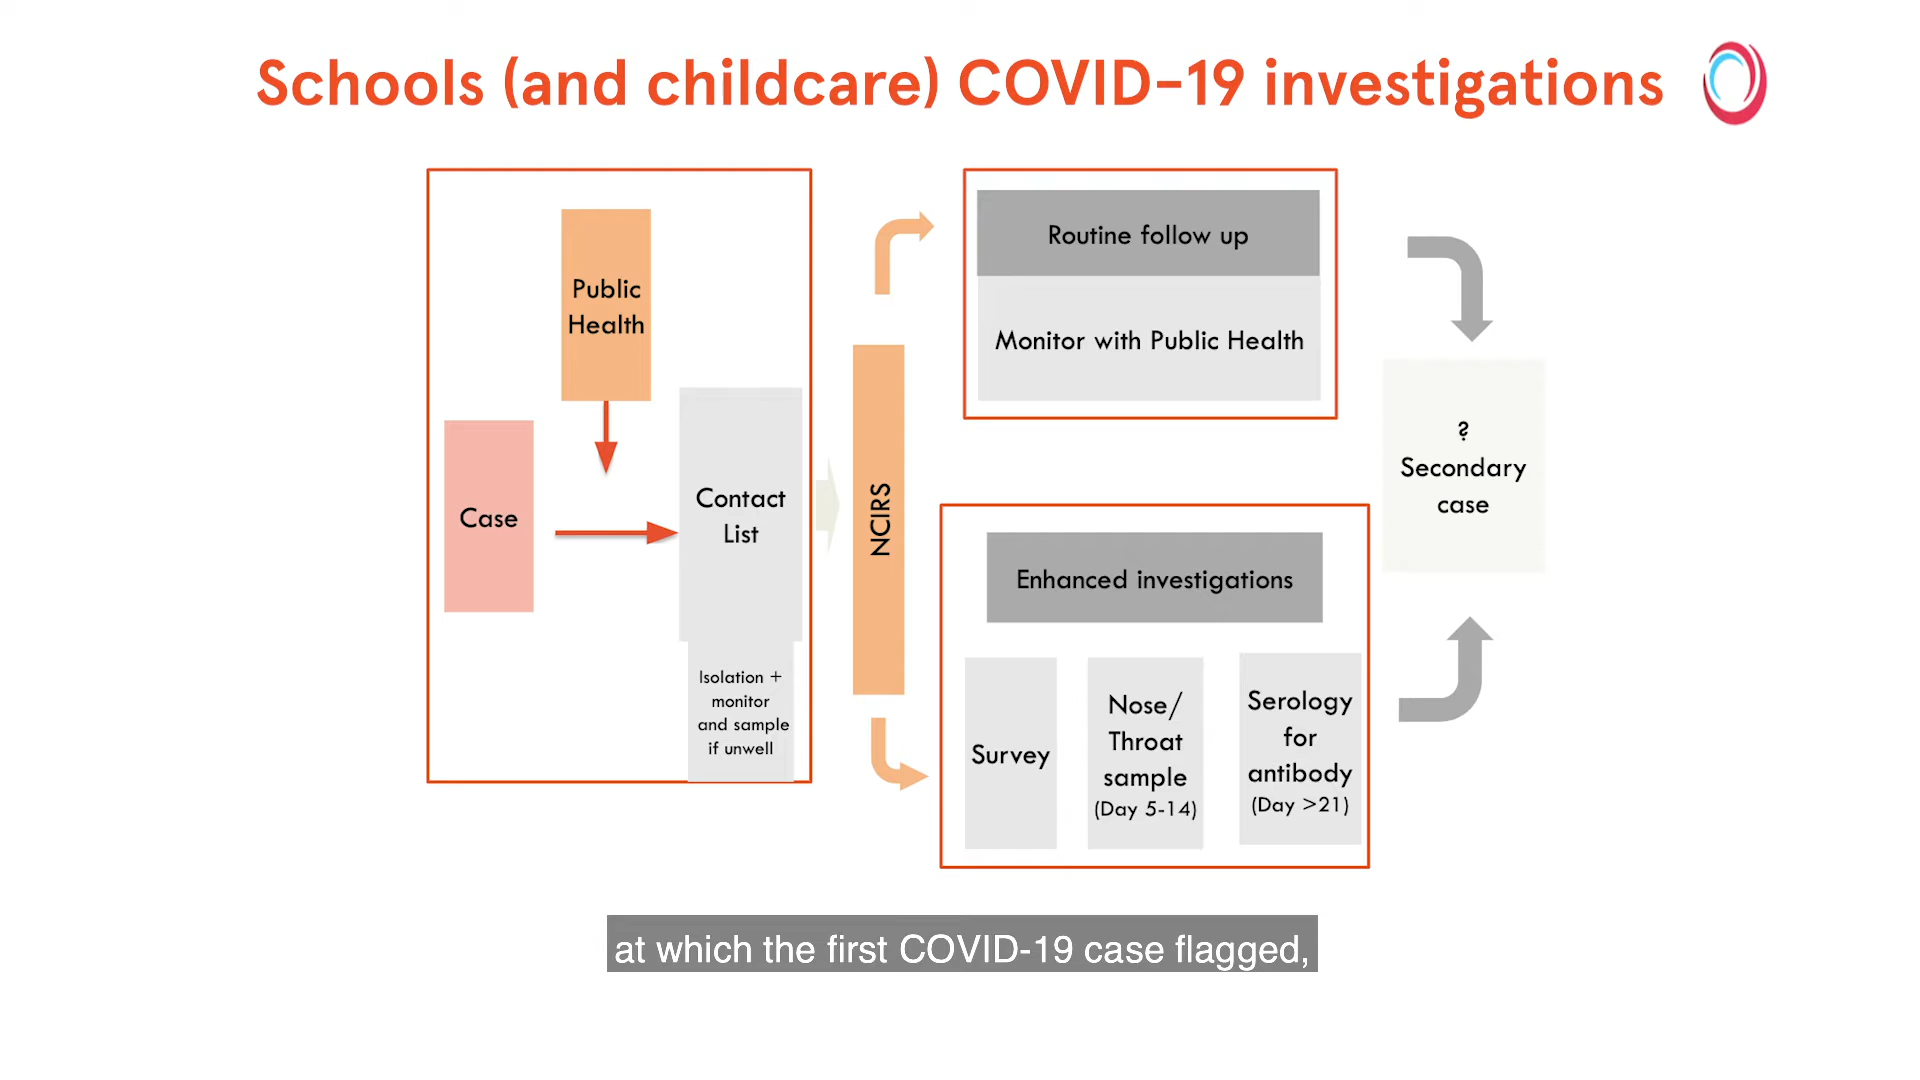 Schools (and childcare) COVID-19 investigations
Public
Health
Case
Contact
List
Isolation +
monitor
and sample
if unwell
NCIRS
Routine follow up
Monitor with Public Health
Enhanced investigations
Survey
Nose/
Throat
sample
(Day 5-14)
Serology
for
antibody
(Day >21)
?
Secondary
case
at which the first COVID-19 case flagged,